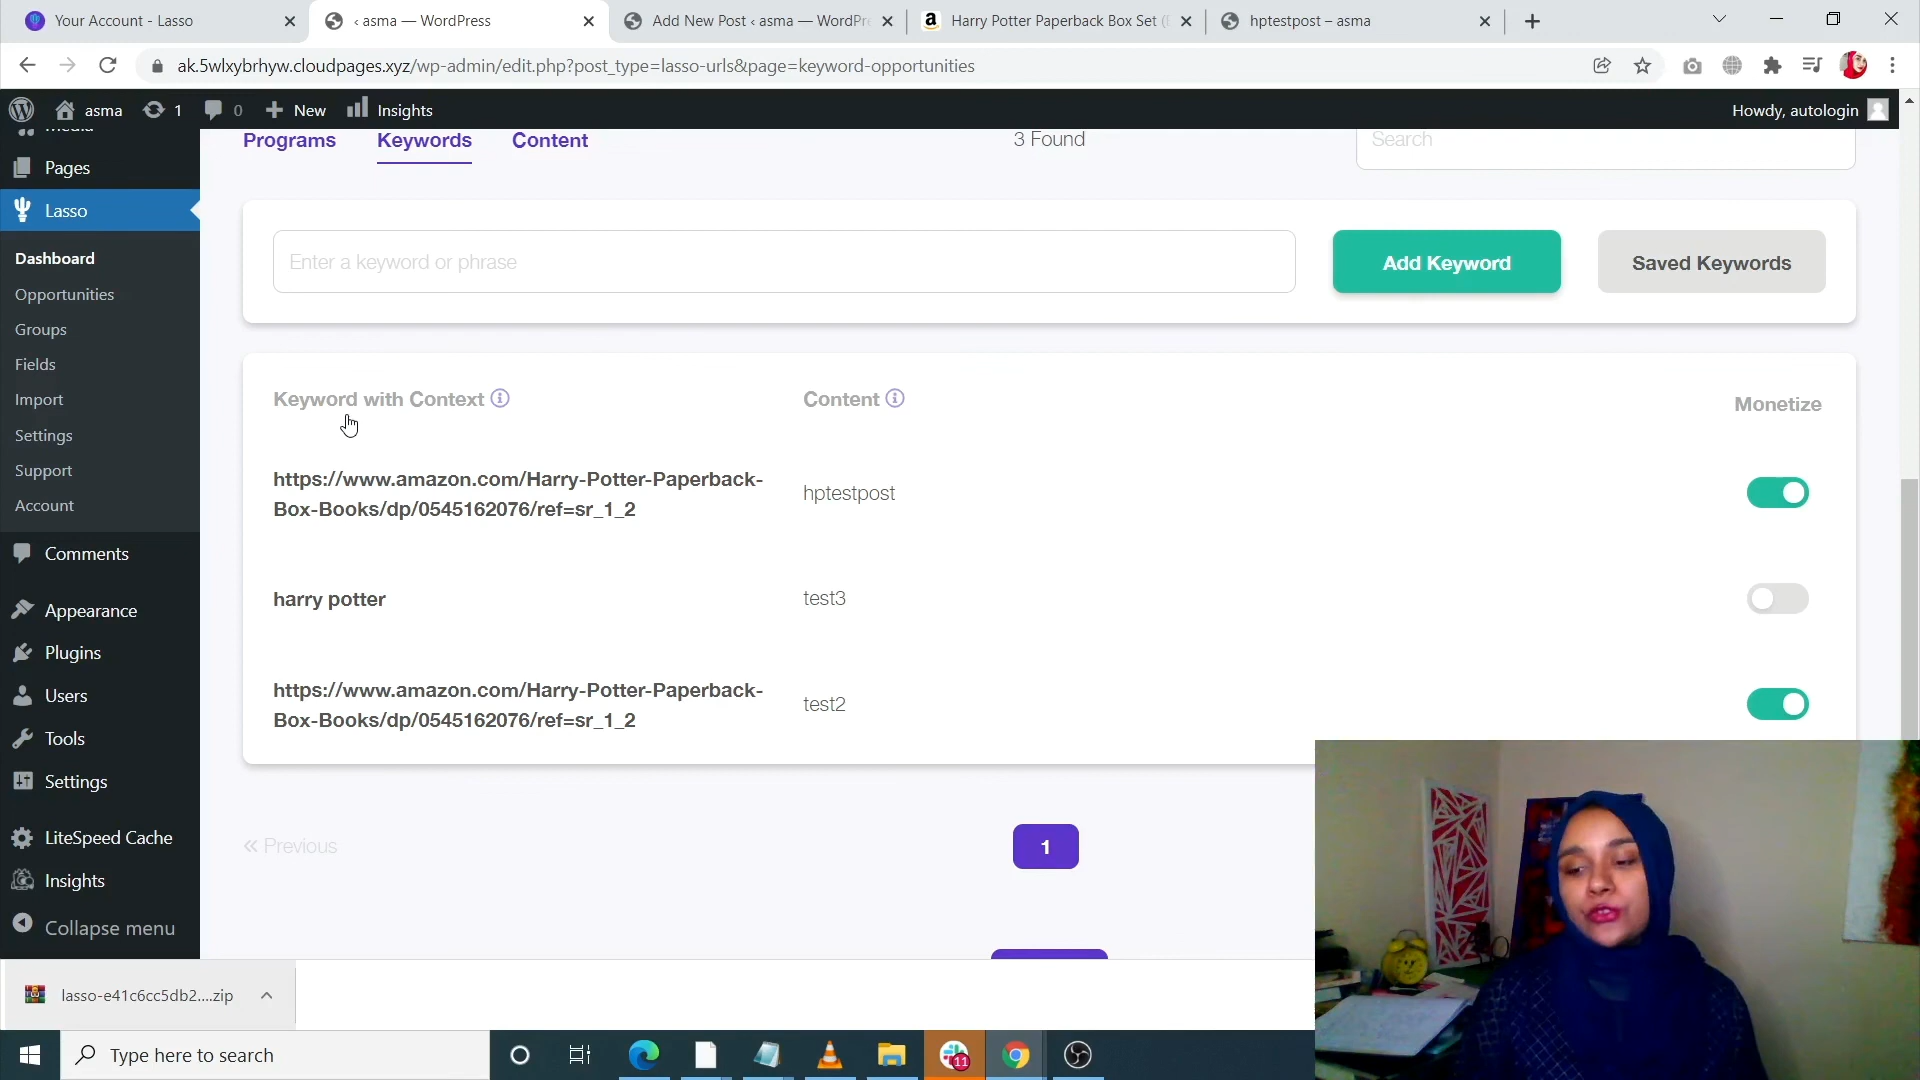 Your Account - Lasso
‹ asma — WordPress
Add New Post ‹ asma — WordPre
Harry Potter Paperback Box Set (
hptestpost – asma
ak.5wlxybrhyw.cloudpages.xyz/wp-admin/edit.php?post_type=lasso-urls&page=keyword-opportunities
asma
1
0
New
Insights
Howdy, autologin
Media
Pages
Lasso
Dashboard
Opportunities
Groups
Fields
Import
Settings
Support
Account
Comments
Appearance
Plugins
Users
Tools
Settings
LiteSpeed Cache
Insights
Collapse menu
Programs
Keywords
Content
3 Found
Search
Enter a keyword or phrase
Add Keyword
Saved Keywords
Keyword with Context
Content
Monetize
https://www.amazon.com/Harry-Potter-Paperback-
Box-Books/dp/0545162076/ref=sr_1_2
hptestpost
harry potter
test3
https://www.amazon.com/Harry-Potter-Paperback-
Box-Books/dp/0545162076/ref=sr_1_2
test2
« Previous
1
lasso-e41c6cc5db2....zip
Type here to search
11